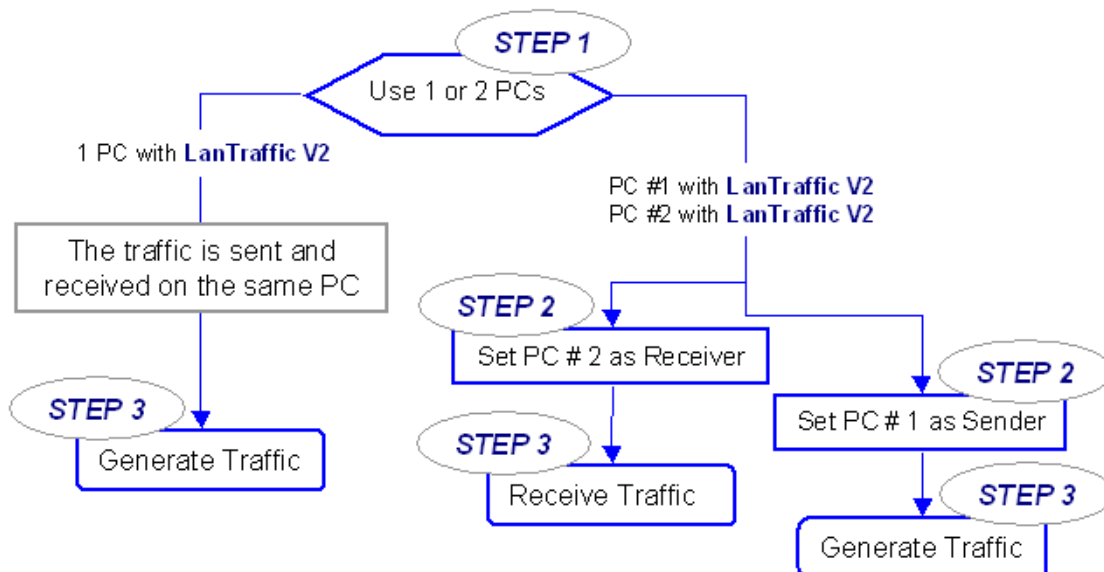 STEP 1
Use 1 or 2 PCs
1 PC with LanTraffic V2
PC #1 with LanTraffic V2
PC #2 with LanTraffic V2
The traffic is sent and
received on the same PC
STEP 2
Set PC # 2 as Receiver
STEP 2
Set PC # 1 as Sender
STEP 3
Generate Traffic
STEP 3
Receive Traffic
STEP 3
Generate Traffic